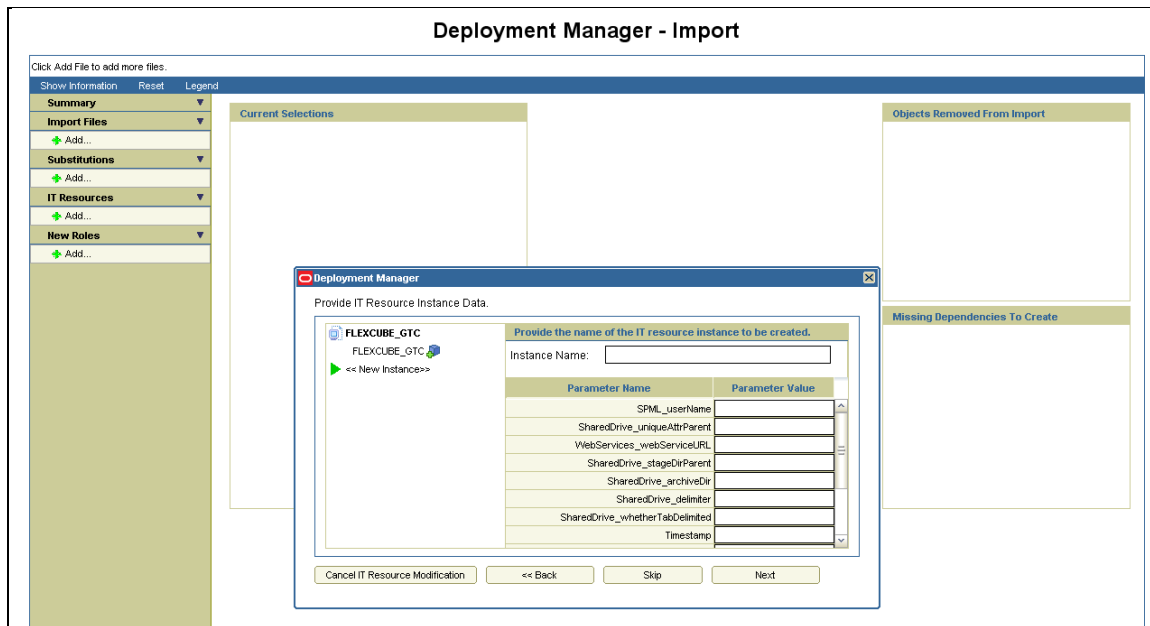 Deployment Manager - Import
Click Add File to add more files.
Show Information Reset Legend
Summary
Import Files
Add...
Substitutions
Add...
IT Resources
Add...
New Roles
Add...
Current Selections
Objects Removed From Import
Missing Dependencies To Create
Deployment Manager
Provide IT Resource Instance Data.
FLEXCUBE_GTC
FLEXCUBE_GTC
<< New Instance>>
Provide the name of the IT resource instance to be created.
Instance Name:
Parameter Name Parameter Value
SPML_userName
SharedDrive_uniqueAttrParent
WebServices_webServiceURL
SharedDrive_stageDirParent
SharedDrive_archiveDir
SharedDrive_delimiter
SharedDrive_whetherTabDelimited
Timestamp
Cancel IT Resource Modification << Back Skip Next